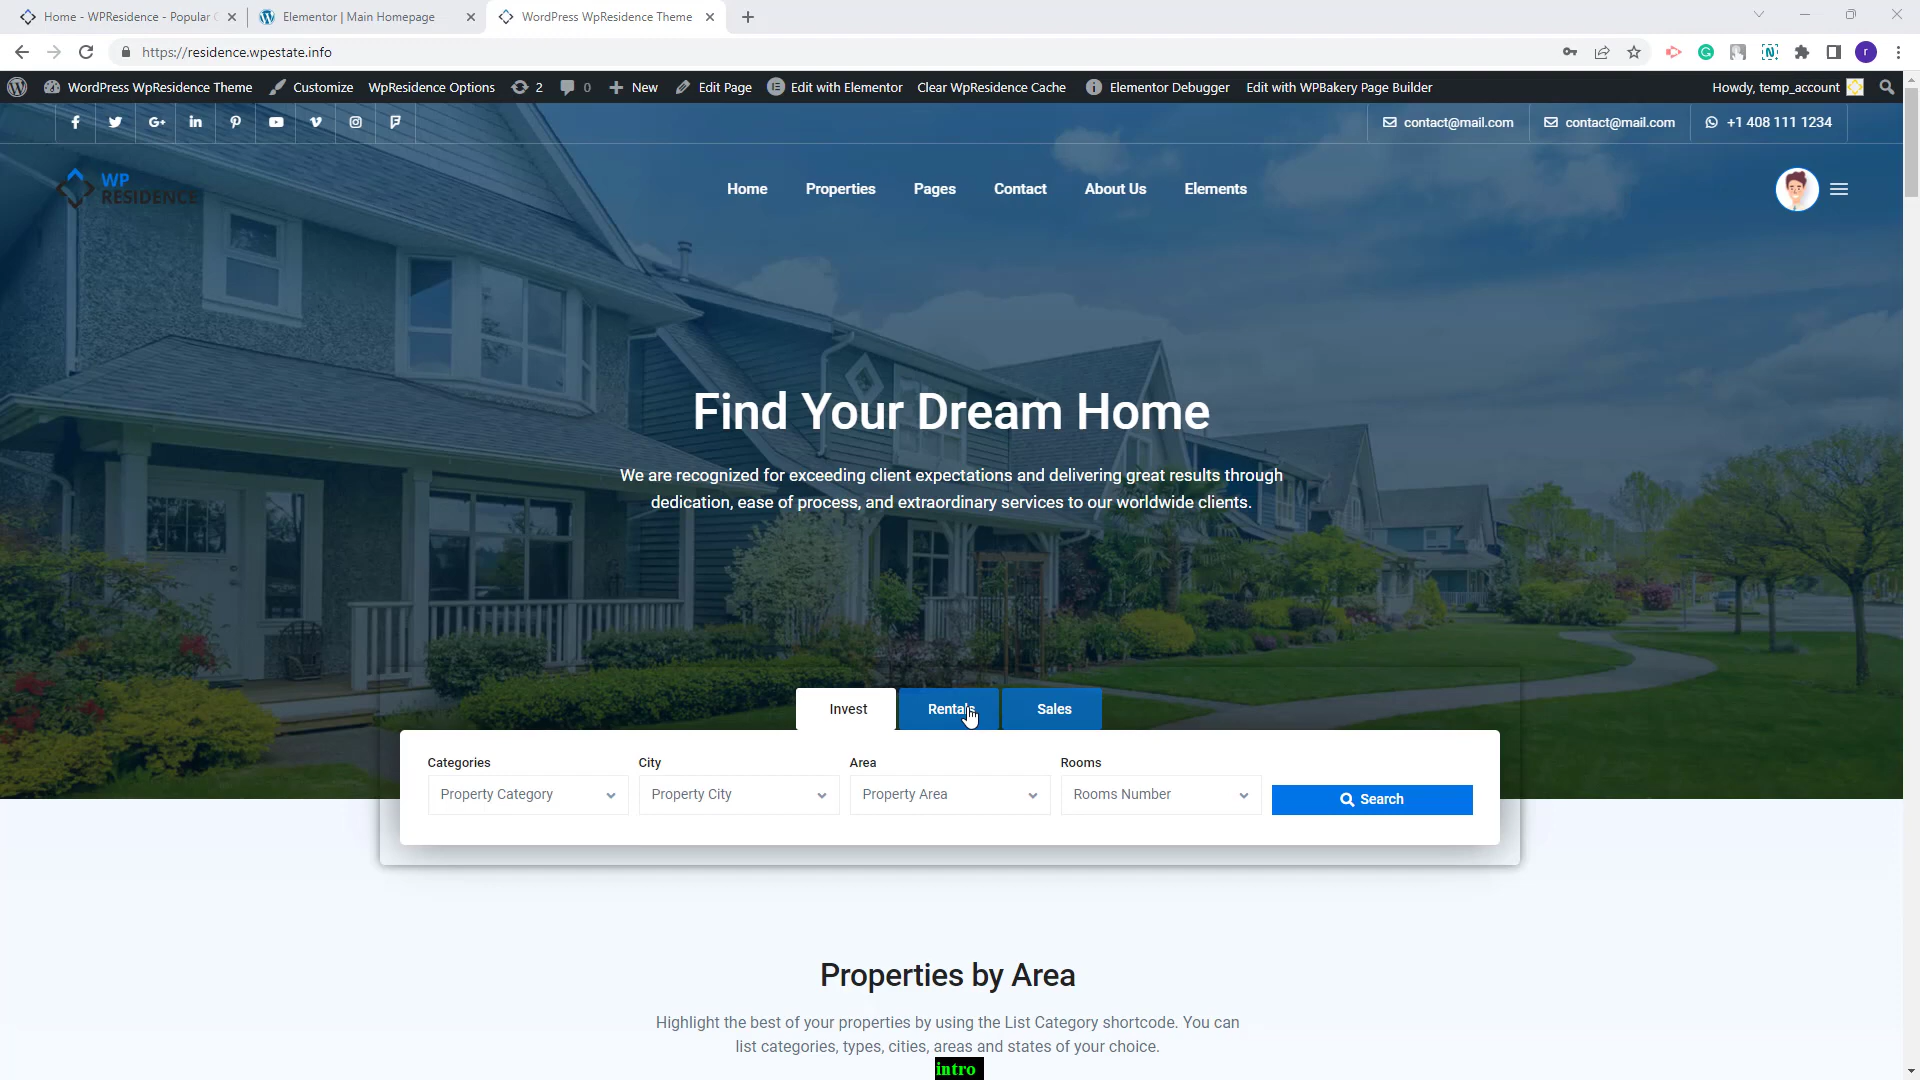 Home - WPResidence - Popular
Elementor | Main Homepage
WordPress WpResidence Theme
https://residence.wpestate.info
r
WordPress WpResidence Theme
Customize
WpResidence Options
2
0
New
Edit Page
Edit with Elementor
Clear WpResidence Cache
Elementor Debugger
Edit with WPBakery Page Builder
Howdy, temp_account
contact@mail.com
contact@mail.com
+1 408 111 1234
WP
RESIDENCE
Home
Properties
Pages
Contact
About Us
Elements
Find Your Dream Home
We are recognized for exceeding client expectations and delivering great results through
dedication, ease of process, and extraordinary services to our worldwide clients.
Invest
Rentals
Sales
Categories
City
Area
Rooms
Property Category
Property City
Property Area
Rooms Number
Search
Properties by Area
Highlight the best of your properties by using the List Category shortcode. You can
list categories, types, cities, areas and states of your choice.
intro